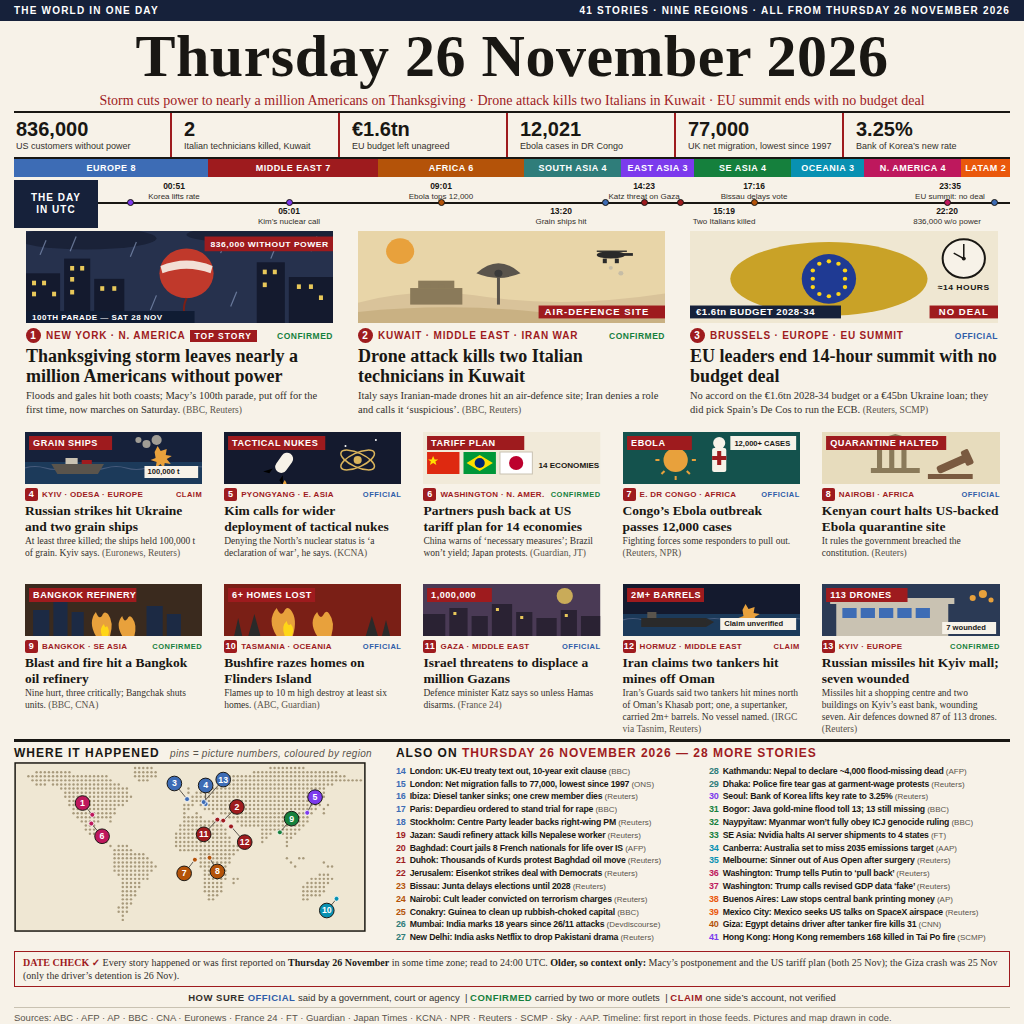 THE WORLD IN ONE DAY
41 STORIES · NINE REGIONS · ALL FROM THURSDAY 26 NOVEMBER 2026
Thursday 26 November 2026
Storm cuts power to nearly a million Americans on Thanksgiving · Drone attack kills two Italians in Kuwait · EU summit ends with no budget deal
836,000
US customers without power
2
Italian technicians killed, Kuwait
€1.6tn
EU budget left unagreed
12,021
Ebola cases in DR Congo
77,000
UK net migration, lowest since 1997
3.25%
Bank of Korea's new rate
EUROPE 8
MIDDLE EAST 7
AFRICA 6
SOUTH ASIA 4
EAST ASIA 3
SE ASIA 4
OCEANIA 3
N. AMERICA 4
LATAM 2
THE DAY
IN UTC
00:51
Korea lifts rate
05:01
Kim's nuclear call
09:01
Ebola tops 12,000
13:20
Grain ships hit
14:23
Katz threat on Gaza
15:19
Two Italians killed
17:16
Bissau delays vote
22:20
836,000 w/o power
23:35
EU summit: no deal
836,000 WITHOUT POWER
100TH PARADE — SAT 28 NOV
1 NEW YORK · N. AMERICA TOP STORY CONFIRMED
Thanksgiving storm leaves nearly a
million Americans without power
Floods and gales hit both coasts; Macy's 100th parade, put off for the
first time, now marches on Saturday. (BBC, Reuters)
AIR-DEFENCE SITE
2 KUWAIT · MIDDLE EAST · IRAN WAR CONFIRMED
Drone attack kills two Italian
technicians in Kuwait
Italy says Iranian-made drones hit an air-defence site; Iran denies a role
and calls it 'suspicious'. (BBC, Reuters)
≈14 HOURS
€1.6tn BUDGET 2028-34
NO DEAL
3 BRUSSELS · EUROPE · EU SUMMIT OFFICIAL
EU leaders end 14-hour summit with no
budget deal
No accord on the €1.6tn 2028-34 budget or a €45bn Ukraine loan; they
did pick Spain's De Cos to run the ECB. (Reuters, SCMP)
GRAIN SHIPS
100,000 t
4 KYIV · ODESA · EUROPE CLAIM
Russian strikes hit Ukraine
and two grain ships
At least three killed; the ships held 100,000 t
of grain. Kyiv says. (Euronews, Reuters)
TACTICAL NUKES
5 PYONGYANG · E. ASIA OFFICIAL
Kim calls for wider
deployment of tactical nukes
Denying the North's nuclear status is 'a
declaration of war', he says. (KCNA)
TARIFF PLAN
14 ECONOMIES
6 WASHINGTON · N. AMER. CONFIRMED
Partners push back at US
tariff plan for 14 economies
China warns of 'necessary measures'; Brazil
won't yield; Japan protests. (Guardian, JT)
EBOLA
12,000+ CASES
7 E. DR CONGO · AFRICA OFFICIAL
Congo's Ebola outbreak
passes 12,000 cases
Fighting forces some responders to pull out.
(Reuters, NPR)
QUARANTINE HALTED
8 NAIROBI · AFRICA OFFICIAL
Kenyan court halts US-backed
Ebola quarantine site
It rules the government breached the
constitution. (Reuters)
BANGKOK REFINERY
9 BANGKOK · SE ASIA CONFIRMED
Blast and fire hit a Bangkok
oil refinery
Nine hurt, three critically; Bangchak shuts
units. (BBC, CNA)
6+ HOMES LOST
10 TASMANIA · OCEANIA OFFICIAL
Bushfire razes homes on
Flinders Island
Flames up to 10 m high destroy at least six
homes. (ABC, Guardian)
1,000,000
11 GAZA · MIDDLE EAST OFFICIAL
Israel threatens to displace a
million Gazans
Defence minister Katz says so unless Hamas
disarms. (France 24)
2M+ BARRELS
Claim unverified
12 HORMUZ · MIDDLE EAST CLAIM
Iran claims two tankers hit
mines off Oman
Iran's Guards said two tankers hit mines north
of Oman's Khasab port; one, a supertanker,
carried 2m+ barrels. No vessel named. (IRGC
via Tasnim, Reuters)
113 DRONES
7 wounded
13 KYIV · EUROPE CONFIRMED
Russian missiles hit Kyiv mall;
seven wounded
Missiles hit a shopping centre and two
buildings on Kyiv's east bank, wounding
seven. Air defences downed 87 of 113 drones.
(Reuters)
WHERE IT HAPPENED pins = picture numbers, coloured by region
1
2
3
4
5
6
7
8
9
10
11
12
13
ALSO ON THURSDAY 26 NOVEMBER 2026 — 28 MORE STORIES
14 London: UK-EU treaty text out, 10-year exit clause (BBC)
15 London: Net migration falls to 77,000, lowest since 1997 (ONS)
16 Ibiza: Diesel tanker sinks; one crew member dies (Reuters)
17 Paris: Depardieu ordered to stand trial for rape (BBC)
18 Stockholm: Centre Party leader backs right-wing PM (Reuters)
19 Jazan: Saudi refinery attack kills Nepalese worker (Reuters)
20 Baghdad: Court jails 8 French nationals for life over IS (AFP)
21 Duhok: Thousands of Kurds protest Baghdad oil move (Reuters)
22 Jerusalem: Eisenkot strikes deal with Democrats (Reuters)
23 Bissau: Junta delays elections until 2028 (Reuters)
24 Nairobi: Cult leader convicted on terrorism charges (Reuters)
25 Conakry: Guinea to clean up rubbish-choked capital (BBC)
26 Mumbai: India marks 18 years since 26/11 attacks (Devdiscourse)
27 New Delhi: India asks Netflix to drop Pakistani drama (Reuters)
28 Kathmandu: Nepal to declare ~4,000 flood-missing dead (AFP)
29 Dhaka: Police fire tear gas at garment-wage protests (Reuters)
30 Seoul: Bank of Korea lifts key rate to 3.25% (Reuters)
31 Bogor: Java gold-mine flood toll 13; 13 still missing (BBC)
32 Naypyitaw: Myanmar won't fully obey ICJ genocide ruling (BBC)
33 SE Asia: Nvidia halts AI server shipments to 4 states (FT)
34 Canberra: Australia set to miss 2035 emissions target (AAP)
35 Melbourne: Sinner out of Aus Open after surgery (Reuters)
36 Washington: Trump tells Putin to 'pull back' (Reuters)
37 Washington: Trump calls revised GDP data 'fake' (Reuters)
38 Buenos Aires: Law stops central bank printing money (AP)
39 Mexico City: Mexico seeks US talks on SpaceX airspace (Reuters)
40 Giza: Egypt detains driver after tanker fire kills 31 (CNN)
41 Hong Kong: Hong Kong remembers 168 killed in Tai Po fire (SCMP)
DATE CHECK ✓ Every story happened or was first reported on Thursday 26 November in some time zone; read to 24:00 UTC. Older, so context only: Macy's postponement and the US tariff plan (both 25 Nov); the Giza crash was 25 Nov
(only the driver's detention is 26 Nov).
HOW SURE OFFICIAL said by a government, court or agency | CONFIRMED carried by two or more outlets | CLAIM one side's account, not verified
Sources: ABC · AFP · AP · BBC · CNA · Euronews · France 24 · FT · Guardian · Japan Times · KCNA · NPR · Reuters · SCMP · Sky · AAP. Timeline: first report in those feeds. Pictures and map drawn in code.